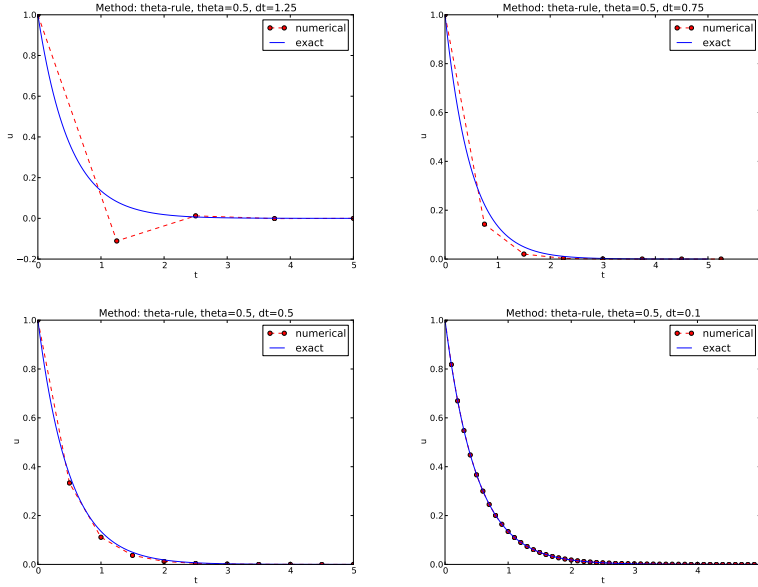 Method: theta-rule, theta=0.5, dt=1.25
1.0
0.8
0.6
0.4
0.2
0.0
−0.2
u
numerical
exact
0 1 2 3 4 5
t
Method: theta-rule, theta=0.5, dt=0.75
1.0
0.8
0.6
0.4
0.2
0.0
u
numerical
exact
0 1 2 3 4 5
t
Method: theta-rule, theta=0.5, dt=0.5
1.0
0.8
0.6
0.4
0.2
0.0
u
numerical
exact
0 1 2 3 4 5
t
Method: theta-rule, theta=0.5, dt=0.1
1.0
0.8
0.6
0.4
0.2
0.0
u
numerical
exact
0 1 2 3 4
t